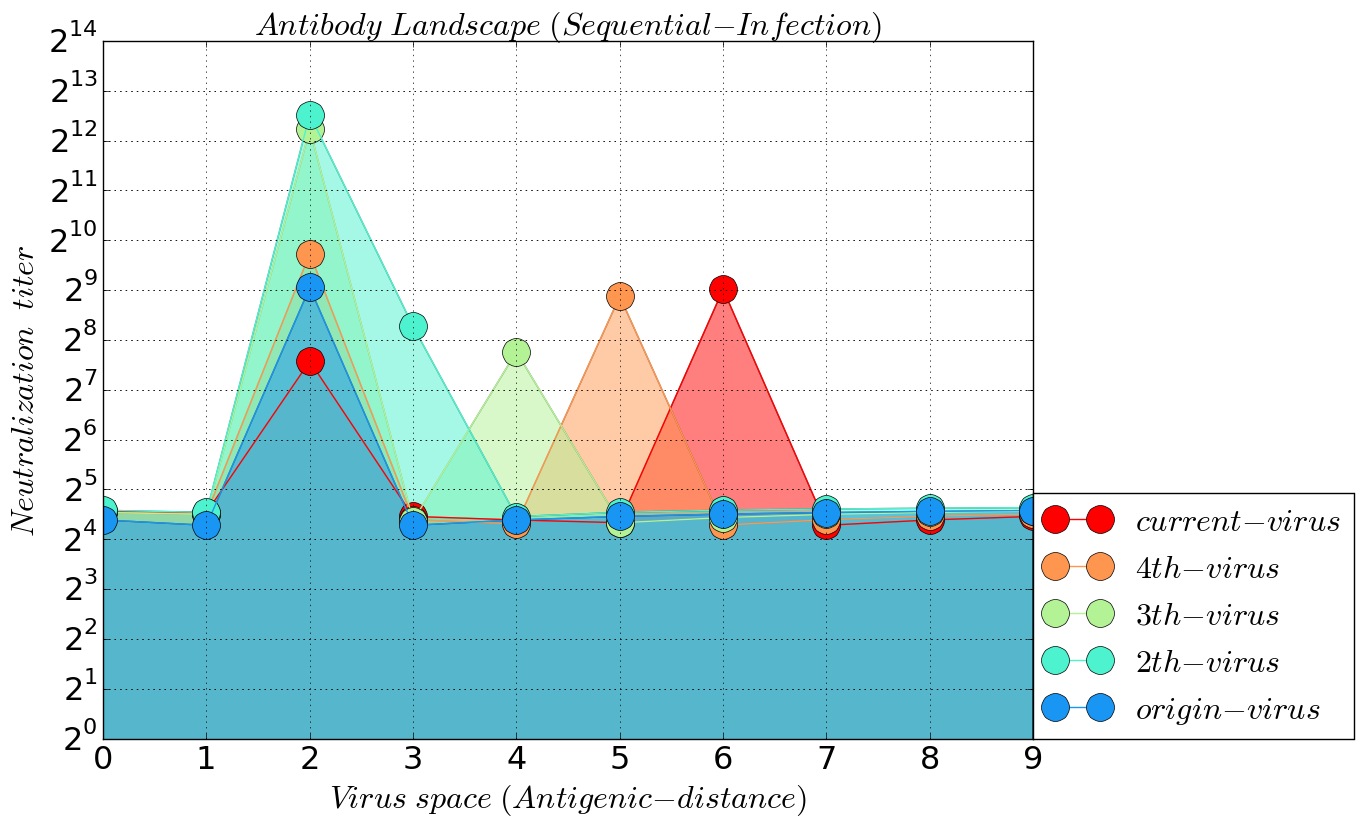 Antibody Landscape (Sequential−Infection)
2^14
2^13
2^12
2^11
2^10
2^9
2^8
2^7
2^6
2^5
2^4
2^3
2^2
2^1
2^0
Neutralization titer
0 1 2 3 4 5 6 7 8 9
Virus space (Antigenic−distance)
current−virus
4th−virus
3th−virus
2th−virus
origin−virus